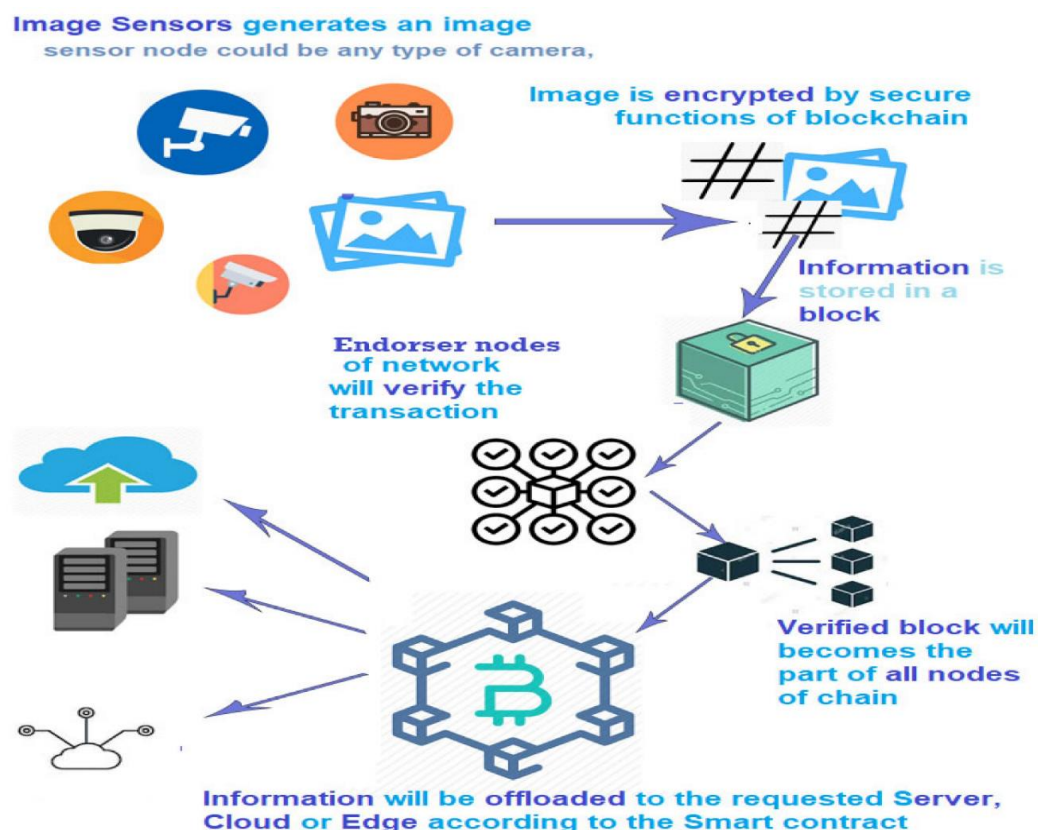 Image Sensors generates an image
sensor node could be any type of camera,
Image is encrypted by secure
functions of blockchain
Information is
stored in a
block
Endorser nodes
of network
will verify the
transaction
Verified block will
becomes the
part of all nodes
of chain
Information will be offloaded to the requested Server,
Cloud or Edge according to the Smart contract